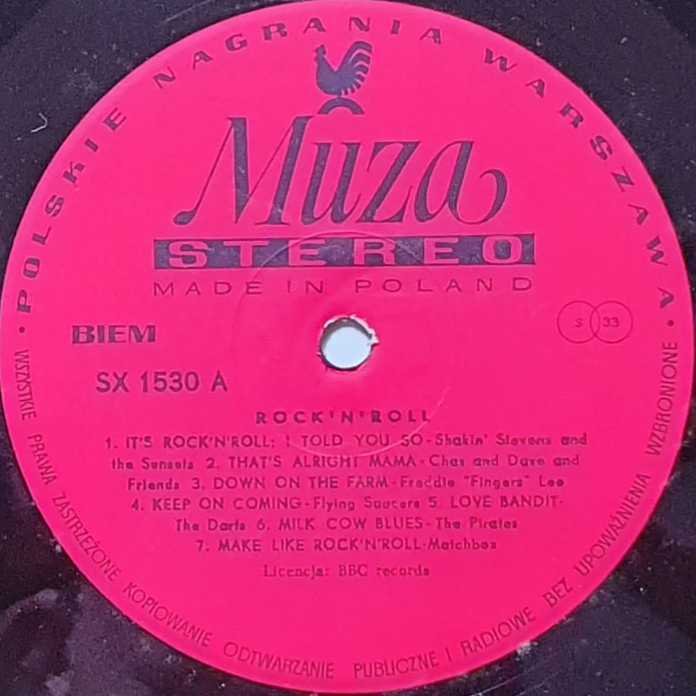 POLSKIE NAGRANIA WARSZAWA
Muza
STEREO
MADE IN POLAND
BIEM
S 33
SX 1530 A
ROCK'N'ROLL
1. IT'S ROCK'N'ROLL: I TOLD YOU SO-Shakin' Stevens and
the Sunsets 2. THAT'S ALRIGHT MAMA-Chas and Dave and
Friends 3. DOWN ON THE FARM-Freddie "Fingers" Lee
4. KEEP ON COMING-Flying Saucers 5. LOVE BANDIT-
The Darts 6. MILK COW BLUES-The Pirates
7. MAKE LIKE ROCK'N'ROLL-Matchbox
Licencja: BBC records
WSZYSTKIE PRAWA ZASTRZEŻONE KOPIOWANIE ODTWARZANIE PUBLICZNE I RADIOWE BEZ UPOWAŻNIENIA WZBRONIONE